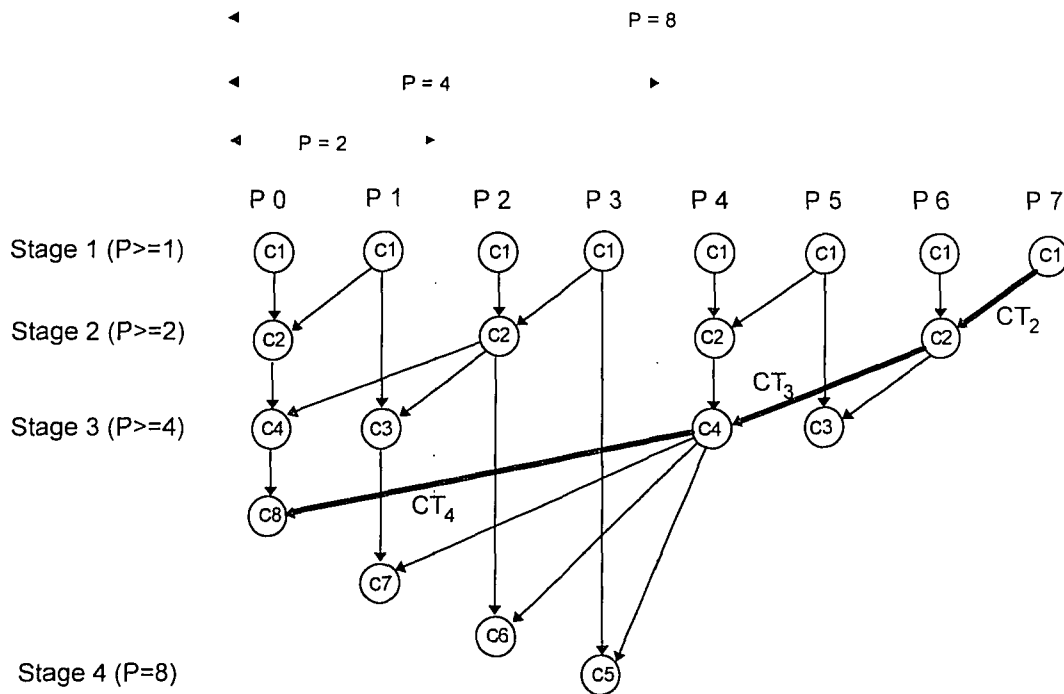 P = 8
P = 4
P = 2
P 0 P 1 P 2 P 3 P 4 P 5 P 6 P 7
Stage 1 (P>=1) C1 C1 C1 C1 C1 C1 C1 C1
CT2
Stage 2 (P>=2) C2 C2 C2 C2
CT3
Stage 3 (P>=4) C4 C3 C4 C3
CT4
C8
C7
C6
Stage 4 (P=8) C5